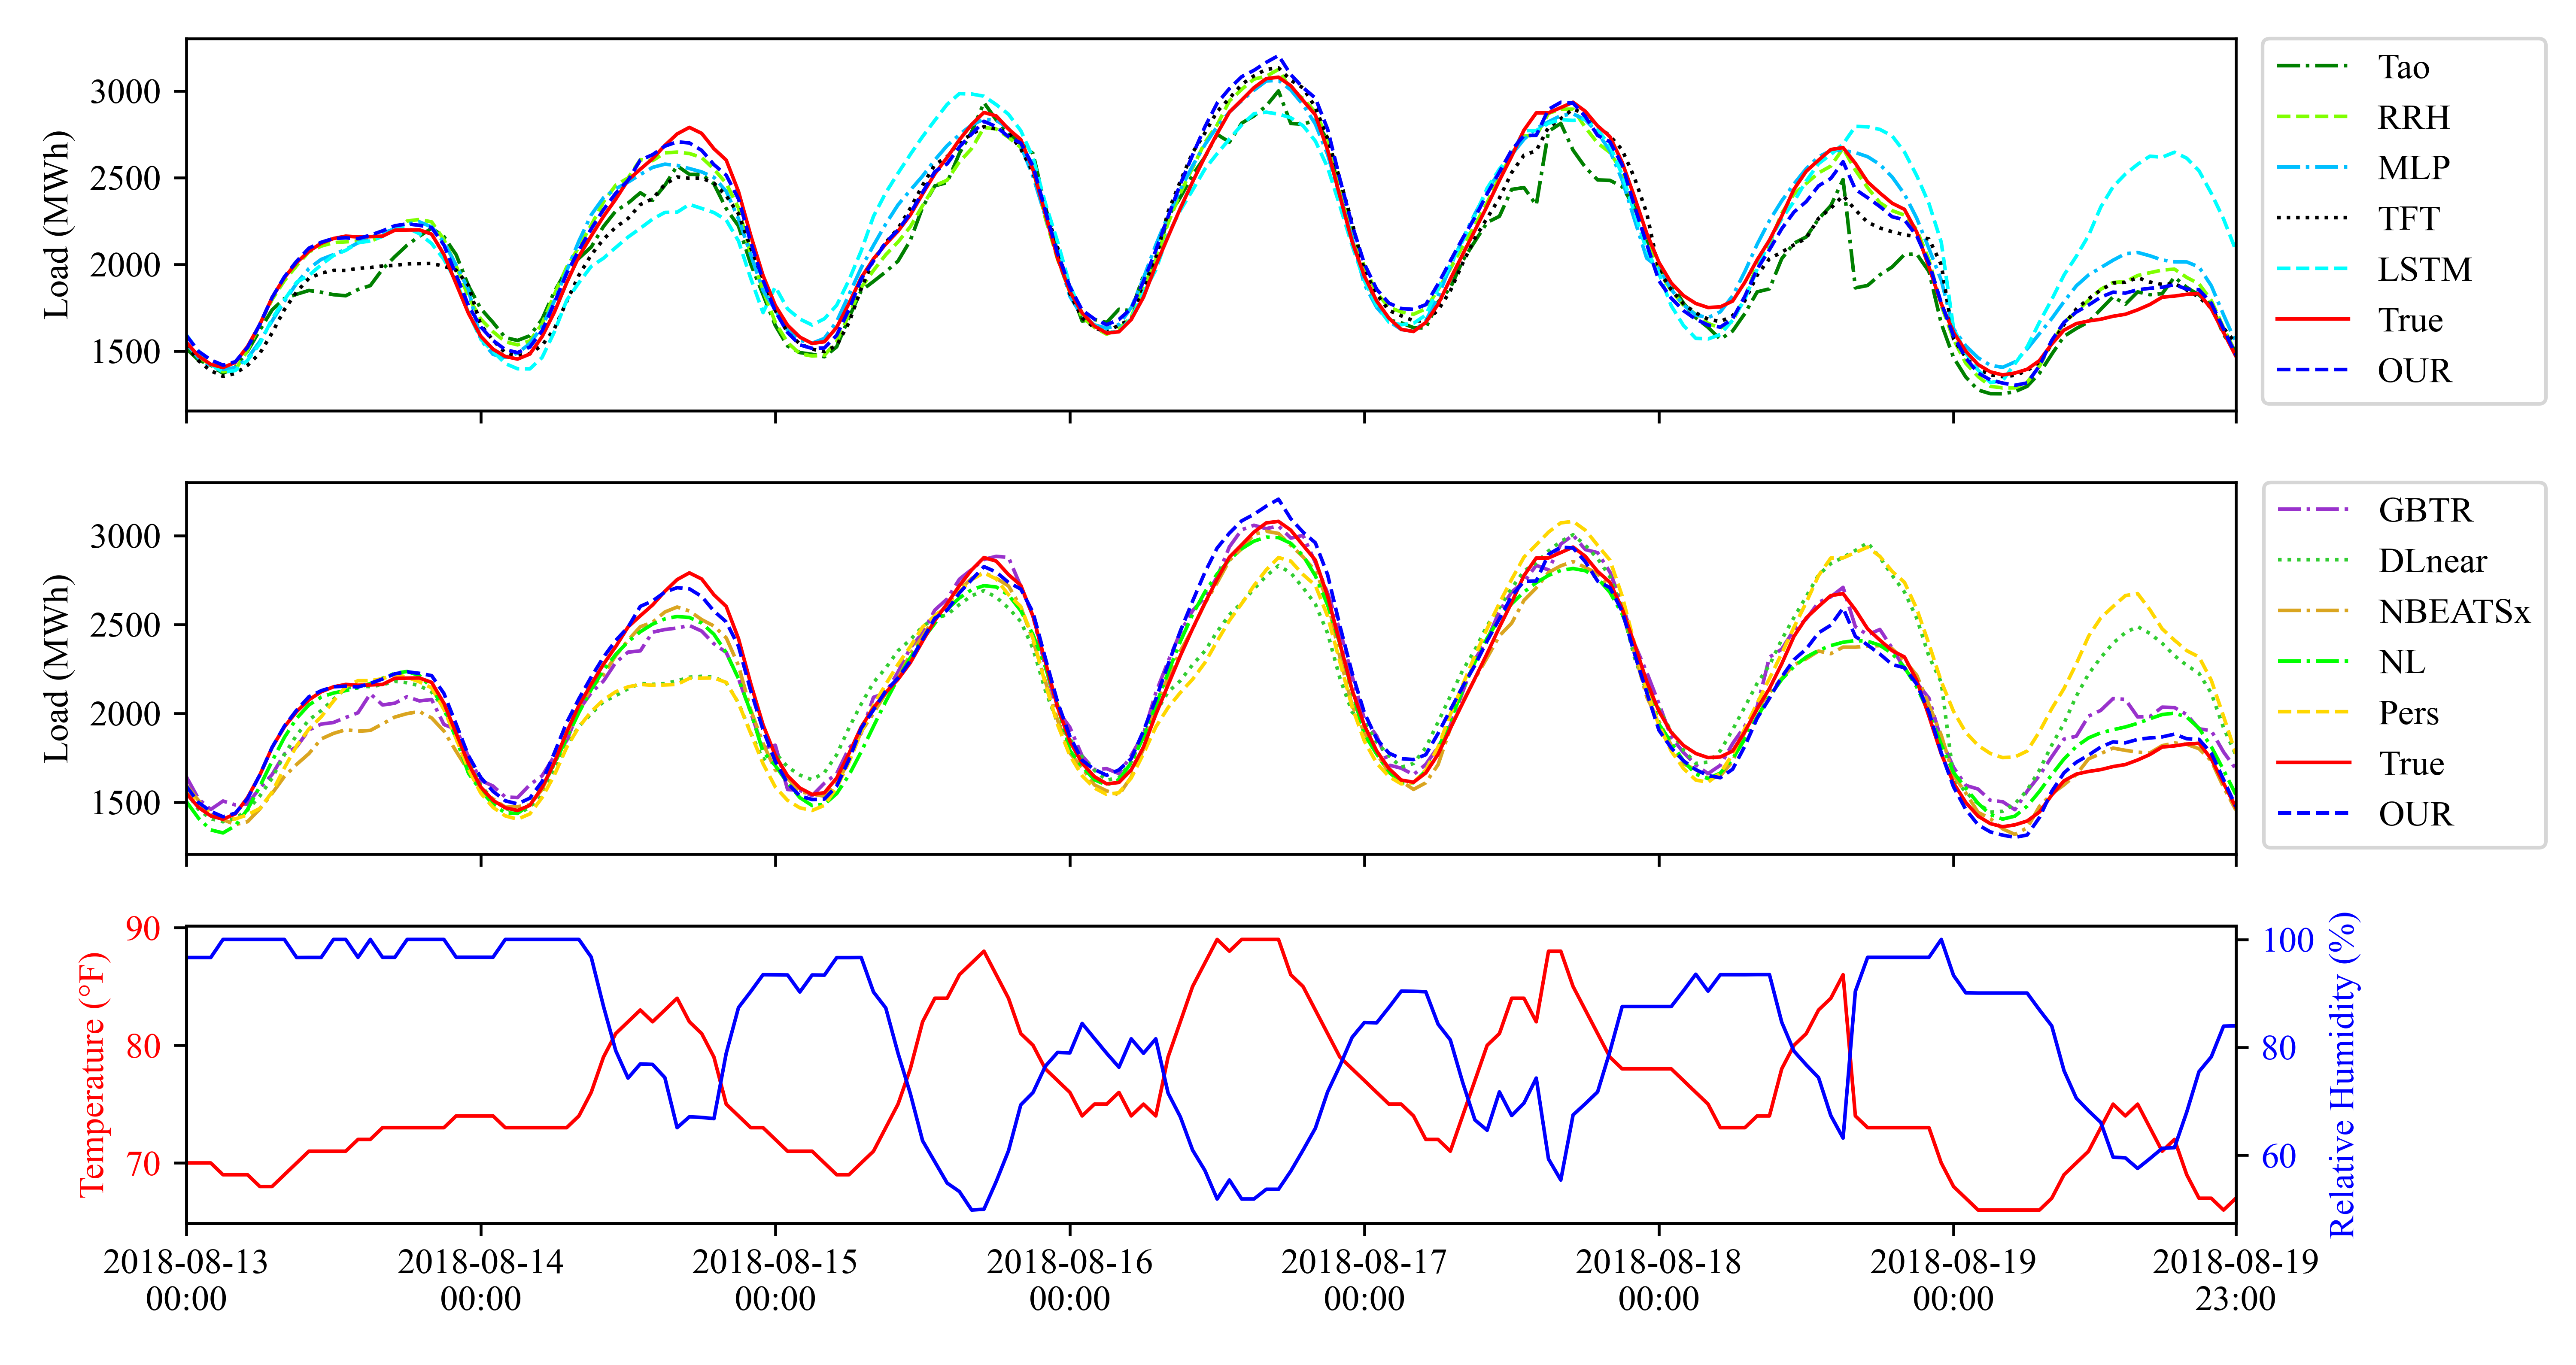 Load (MWh)
3000
2500
2000
1500
Tao
RRH
MLP
TFT
LSTM
True
OUR
Load (MWh)
3000
2500
2000
1500
GBTR
DLnear
NBEATSx
NL
Pers
True
OUR
Temperature (°F)
90
80
70
100
80
60
Relative Humidity (%)
2018-08-13
00:00
2018-08-14
00:00
2018-08-15
00:00
2018-08-16
00:00
2018-08-17
00:00
2018-08-18
00:00
2018-08-19
00:00
2018-08-19
23:00